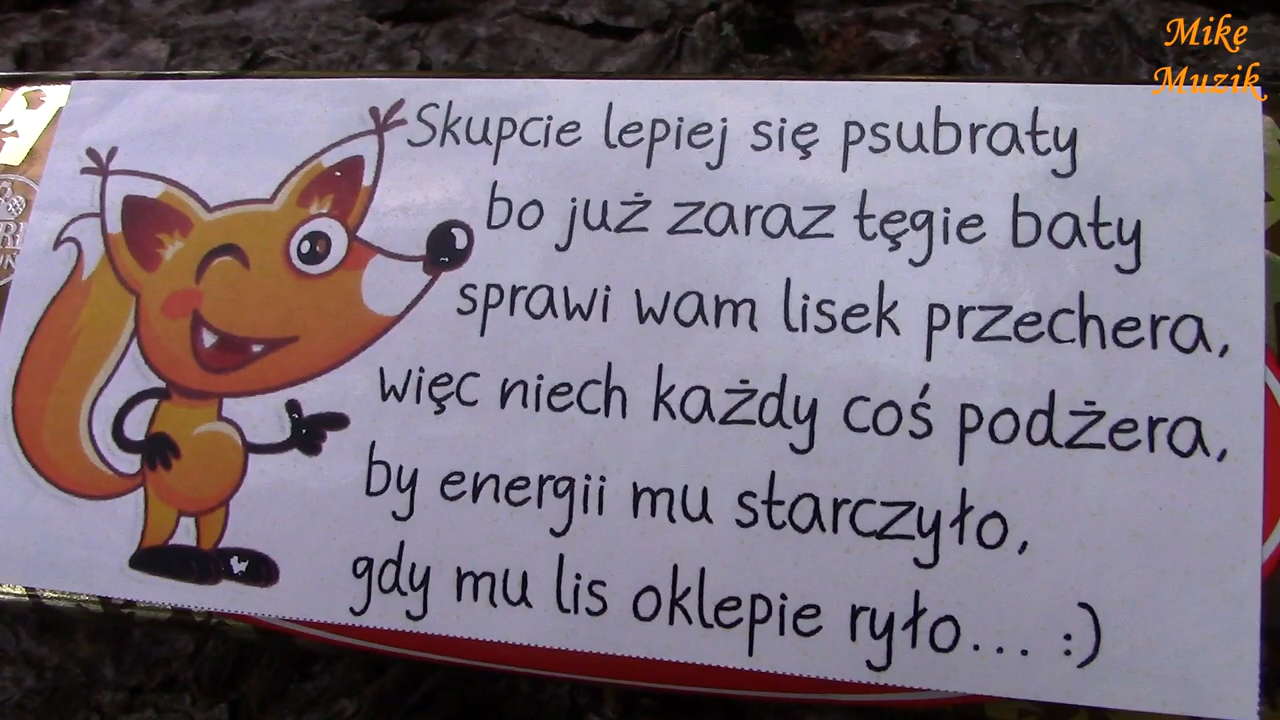 Mike
Muzik
Skupcie lepiej się psubraty
bo już zaraz tęgie baty
sprawi wam lisek przechera,
więc niech każdy coś podżera,
by energii mu starczyło,
gdy mu lis oklepie ryło... :)